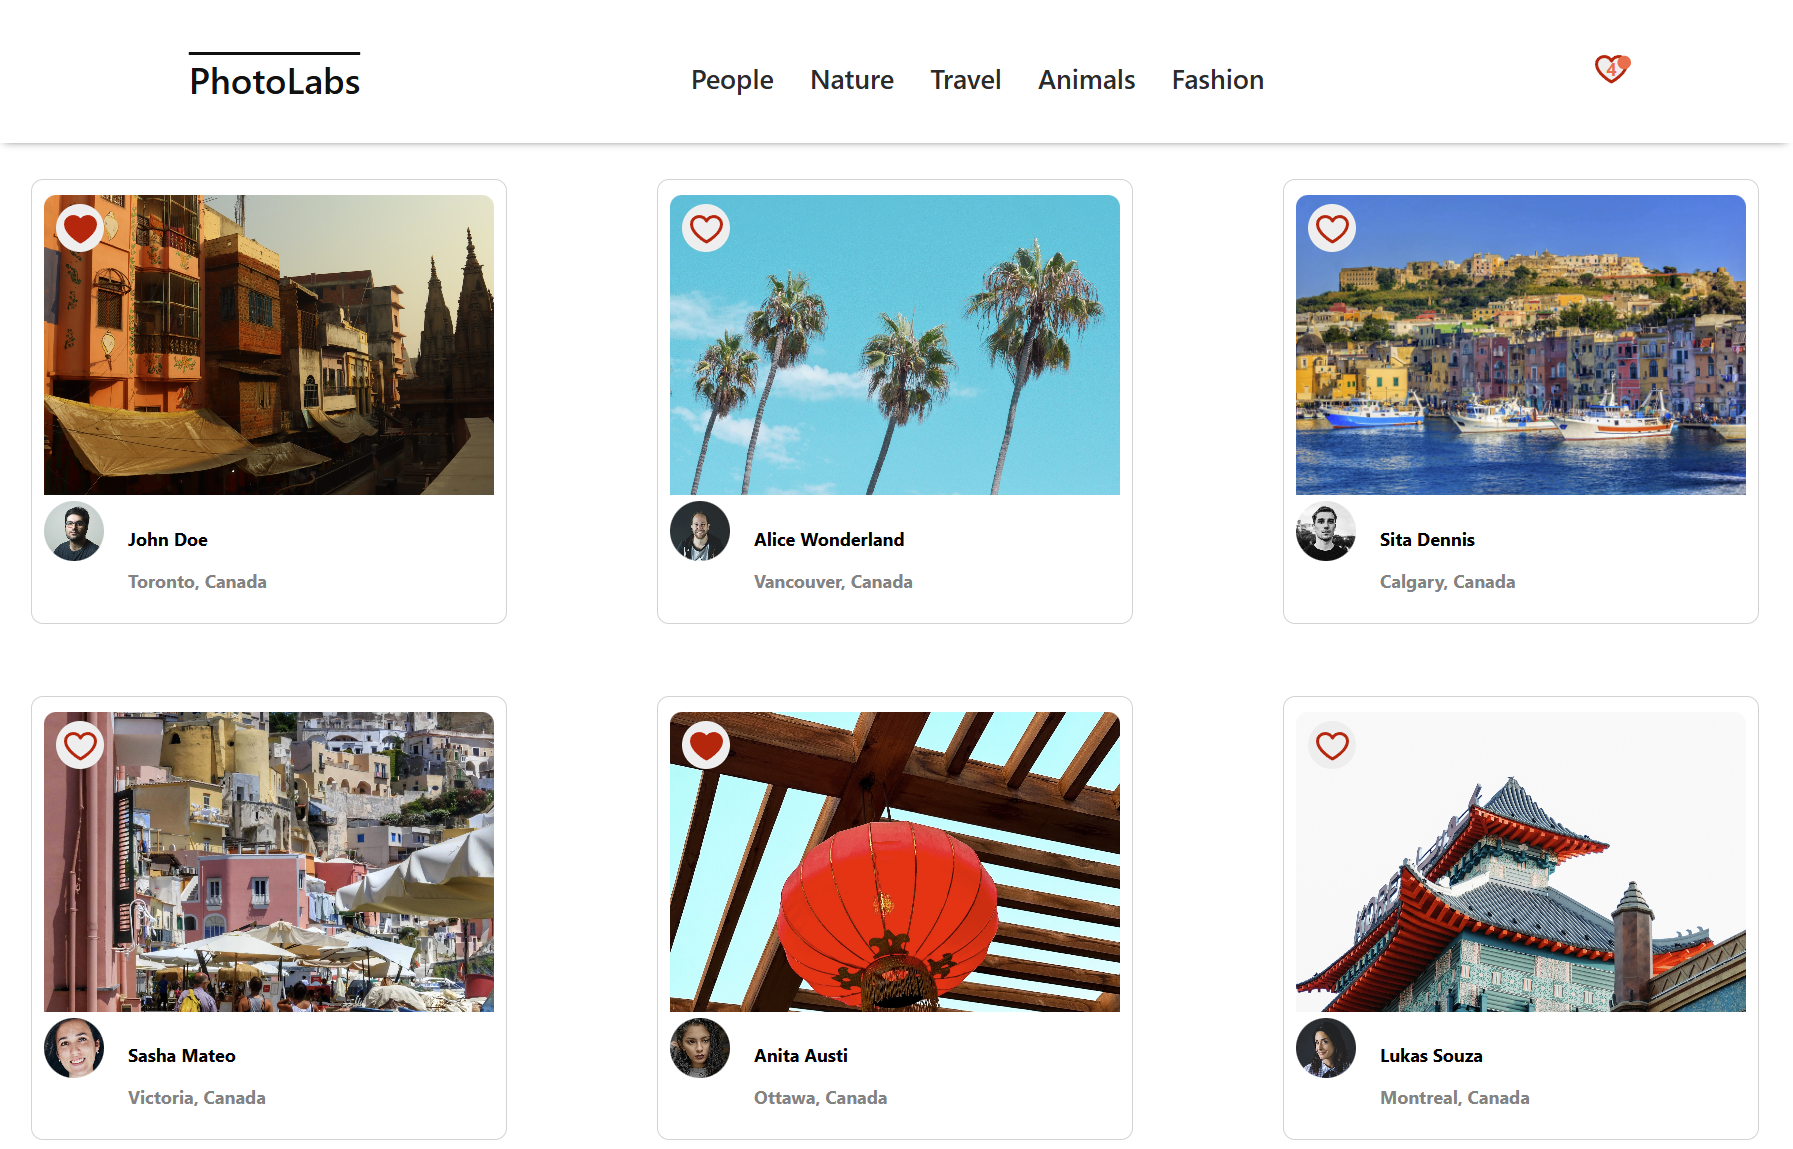 PhotoLabs
People Nature Travel Animals Fashion
4
John Doe
Toronto, Canada
Alice Wonderland
Vancouver, Canada
Sita Dennis
Calgary, Canada
Sasha Mateo
Victoria, Canada
Anita Austi
Ottawa, Canada
Lukas Souza
Montreal, Canada